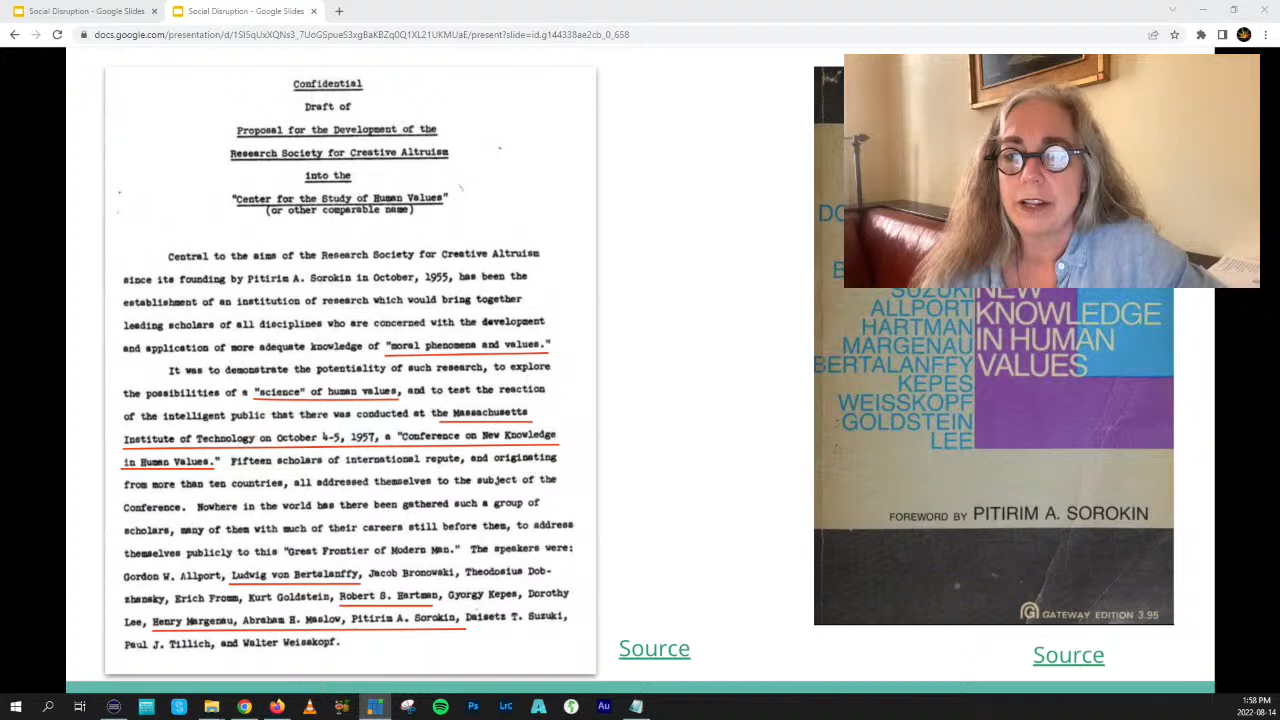 Social Disruption - Google Slides
Social Disruption - Google Slides
docs.google.com/presentation/d/1SI5qUxXQNs3_7UoGSpueS3xgBaKBZq0Q1XL21UKMUaE/present?slide=id.g144338ae2cb_0_658
Confidential
Draft of
Proposal for the Development of the
Research Society for Creative Altruism
into the
"Center for the Study of Human Values"
(or other comparable name)
Central to the aims of the Research Society for Creative Altruism
since its founding by Pitirim A. Sorokin in October, 1955, has been the
establishment of an institution of research which would bring together
leading scholars of all disciplines who are concerned with the development
and application of more adequate knowledge of "moral phenomena and values."
It was to demonstrate the potentiality of such research, to explore
the possibilities of a "science" of human values, and to test the reaction
of the intelligent public that there was conducted at the Massachusetts
Institute of Technology on October 4-5, 1957, a "Conference on New Knowledge
in Human Values." Fifteen scholars of international repute, and originating
from more than ten countries, all addressed themselves to the subject of the
Conference. Nowhere in the world has there been gathered such a group of
scholars, many of them with much of their careers still before them, to address
themselves publicly to this "Great Frontier of Modern Man." The speakers were:
Gordon W. Allport, Ludwig von Bertalanffy, Jacob Bronowski, Theodosius Dob-
zhansky, Erich Fromm, Kurt Goldstein, Robert S. Hartman, Gyorgy Kepes, Dorothy
Lee, Henry Margenau, Abraham H. Maslow, Pitirim A. Sorokin, Daisetz T. Suzuki,
Paul J. Tillich, and Walter Weisskopf.
Source
DO
B
SUZUKI
ALLPORT
HARTMAN
MARGENAU
BERTALANFFY
KEPES
WEISSKOPF
GOLDSTEIN
LEE
NEW
KNOWLEDGE
IN HUMAN
VALUES
FOREWORD BY PITIRIM A. SOROKIN
G GATEWAY EDITION 3.95
Source
Ps
Lrc
Au
1:58 PM
2022-08-14